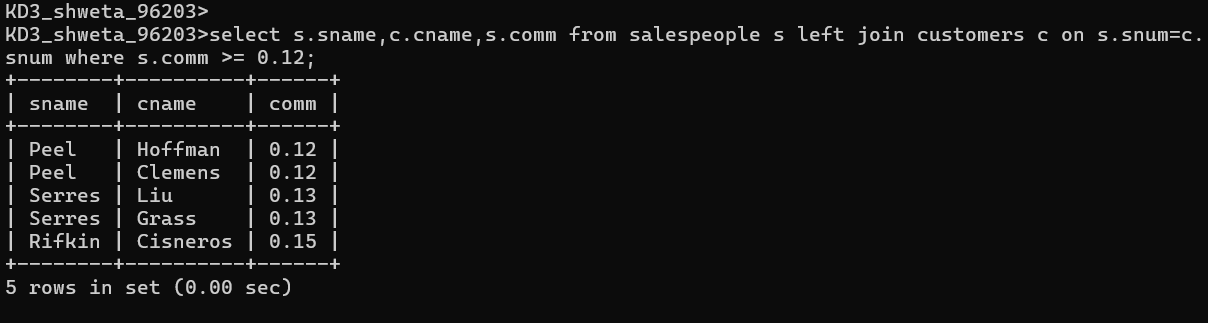 KD3_shweta_96203>
KD3_shweta_96203>select s.sname,c.cname,s.comm from salespeople s left join customers c on s.snum=c.
snum where s.comm >= 0.12;
+--------+----------+------+
| sname  | cname    | comm |
+--------+----------+------+
| Peel   | Hoffman  | 0.12 |
| Peel   | Clemens  | 0.12 |
| Serres | Liu      | 0.13 |
| Serres | Grass    | 0.13 |
| Rifkin | Cisneros | 0.15 |
+--------+----------+------+
5 rows in set (0.00 sec)